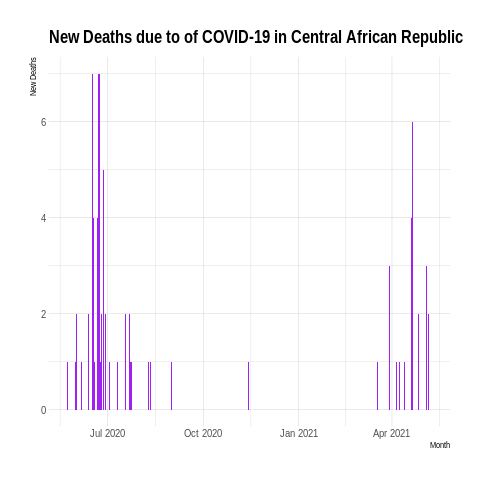 New Deaths due to of COVID-19 in Central African Republic
New Deaths
6
4
2
0
Jul 2020 Oct 2020 Jan 2021 Apr 2021
Month